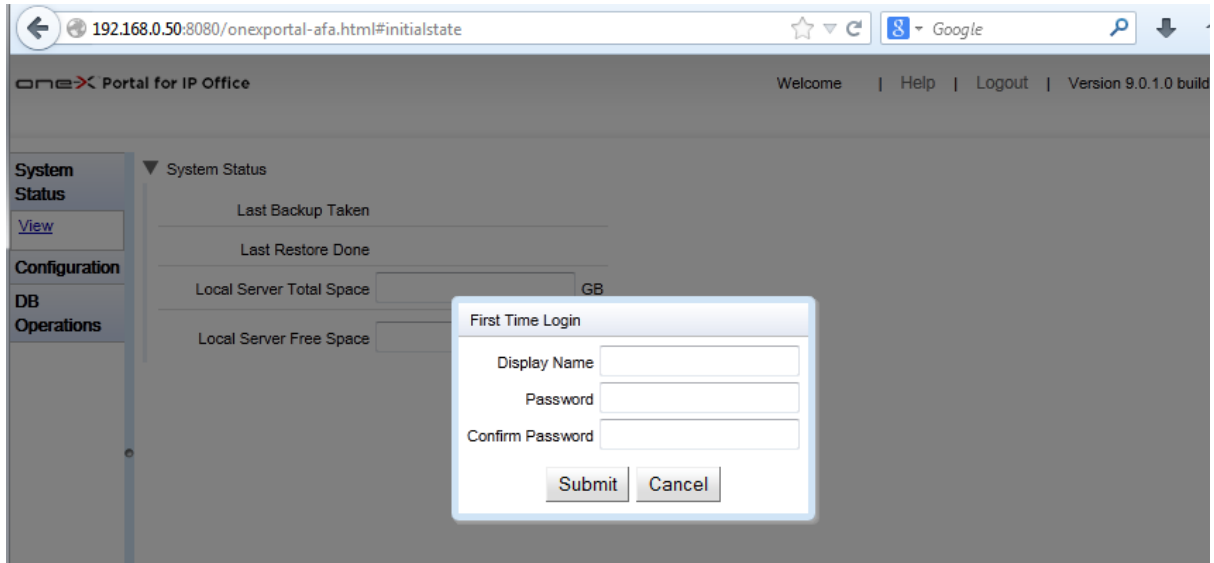 192.168.0.50:8080/onexportal-afa.html#initialstate
8 Google
one-X Portal for IP Office
Welcome | Help | Logout | Version 9.0.1.0 build
System
Status
View
Configuration
DB
Operations
System Status
Last Backup Taken
Last Restore Done
Local Server Total Space GB
Local Server Free Space
First Time Login
Display Name
Password
Confirm Password
Submit Cancel